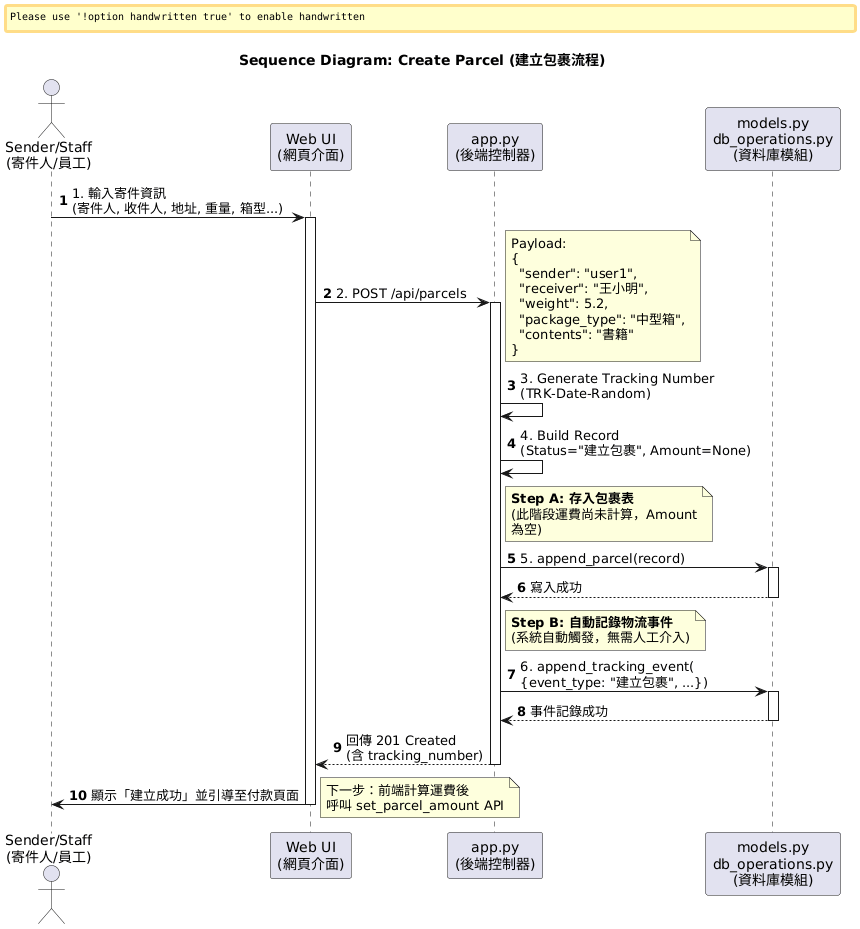 Please use '!option handwritten true' to enable handwritten
Sequence Diagram: Create Parcel (建立包裹流程)
Sender/Staff
(寄件人/員工)
Web UI
(網頁介面)
app.py
(後端控制器)
models.py
db_operations.py
(資料庫模組)
1 1. 輸入寄件資訊
(寄件人, 收件人, 地址, 重量, 箱型...)
2 2. POST /api/parcels
Payload:
{
"sender": "user1",
"receiver": "王小明",
"weight": 5.2,
"package_type": "中型箱",
"contents": "書籍"
}
3 3. Generate Tracking Number
(TRK-Date-Random)
4 4. Build Record
(Status="建立包裹", Amount=None)
Step A: 存入包裹表
(此階段運費尚未計算，Amount
為空)
5 5. append_parcel(record)
6 寫入成功
Step B: 自動記錄物流事件
(系統自動觸發，無需人工介入)
7 6. append_tracking_event(
{event_type: "建立包裹", ...})
8 事件記錄成功
9 回傳 201 Created
(含 tracking_number)
10 顯示「建立成功」並引導至付款頁面
下一步：前端計算運費後
呼叫 set_parcel_amount API
Sender/Staff
(寄件人/員工)
Web UI
(網頁介面)
app.py
(後端控制器)
models.py
db_operations.py
(資料庫模組)